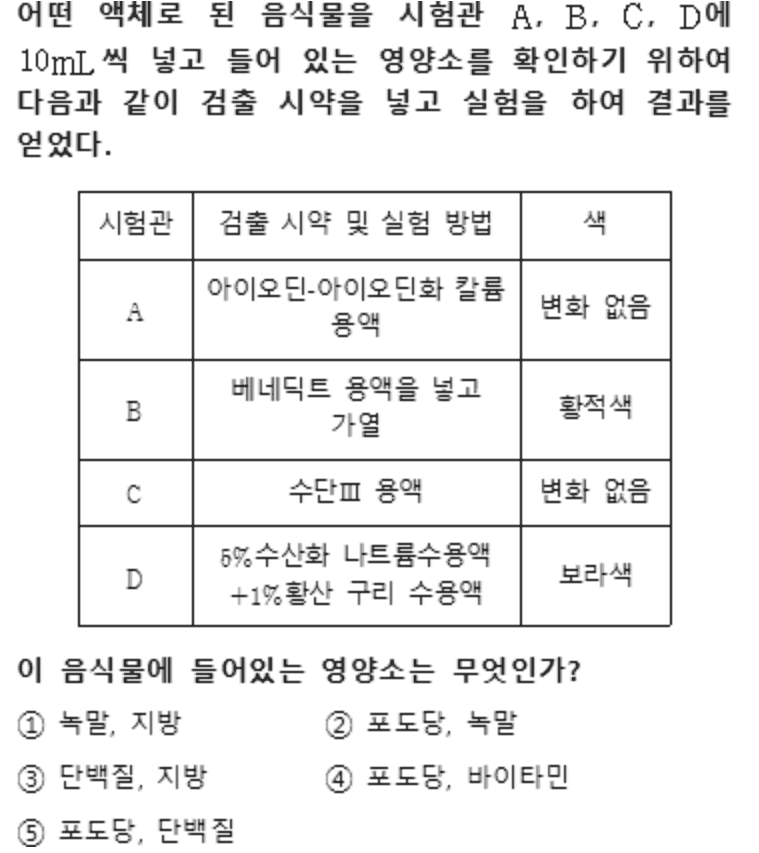 어떤 액체로 된 음식물을 시험관 A, B, C, D에
10mL씩 넣고 들어 있는 영양소를 확인하기 위하여
다음과 같이 검출 시약을 넣고 실험을 하여 결과를
얻었다.
시험관 검출 시약 및 실험 방법 색
A 아이오딘-아이오딘화 칼륨 용액 변화 없음
B 베네딕트 용액을 넣고 가열 황적색
C 수단Ⅲ 용액 변화 없음
D 5%수산화 나트륨수용액 +1%황산 구리 수용액 보라색
이 음식물에 들어있는 영양소는 무엇인가?
① 녹말, 지방 ② 포도당, 녹말
③ 단백질, 지방 ④ 포도당, 바이타민
⑤ 포도당, 단백질